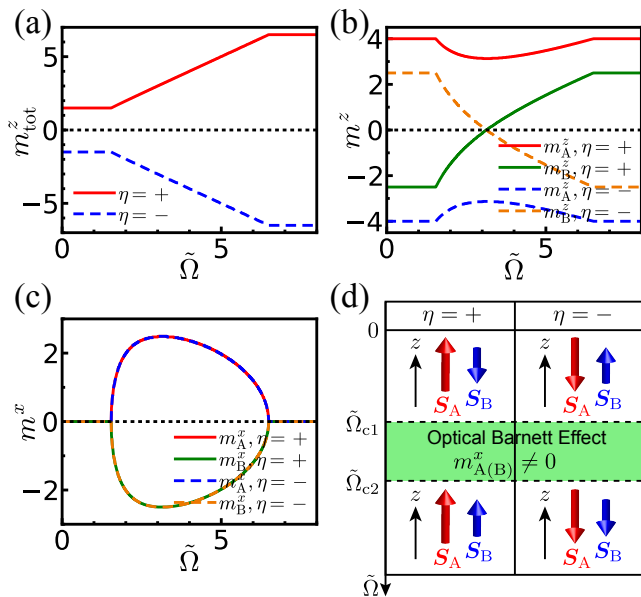 (a)
m^z_tot
5
0
−5
η = +
η = −
0
5
Ω̃
(b)
m^z
4
2
0
−2
−4
m^z_A, η = +
m^z_B, η = +
m^z_A, η = −
m^z_B, η = −
0
5
Ω̃
(c)
m^x
2
0
−2
m^x_A, η = +
m^x_B, η = +
m^x_A, η = −
m^x_B, η = −
0
5
Ω̃
(d)
η = + η = −
0
z z
S_A S_B S_A S_B
Ω̃_c1
Optical Barnett Effect
m^x_A(B) ≠ 0
Ω̃_c2
z z
S_A S_B S_A S_B
Ω̃